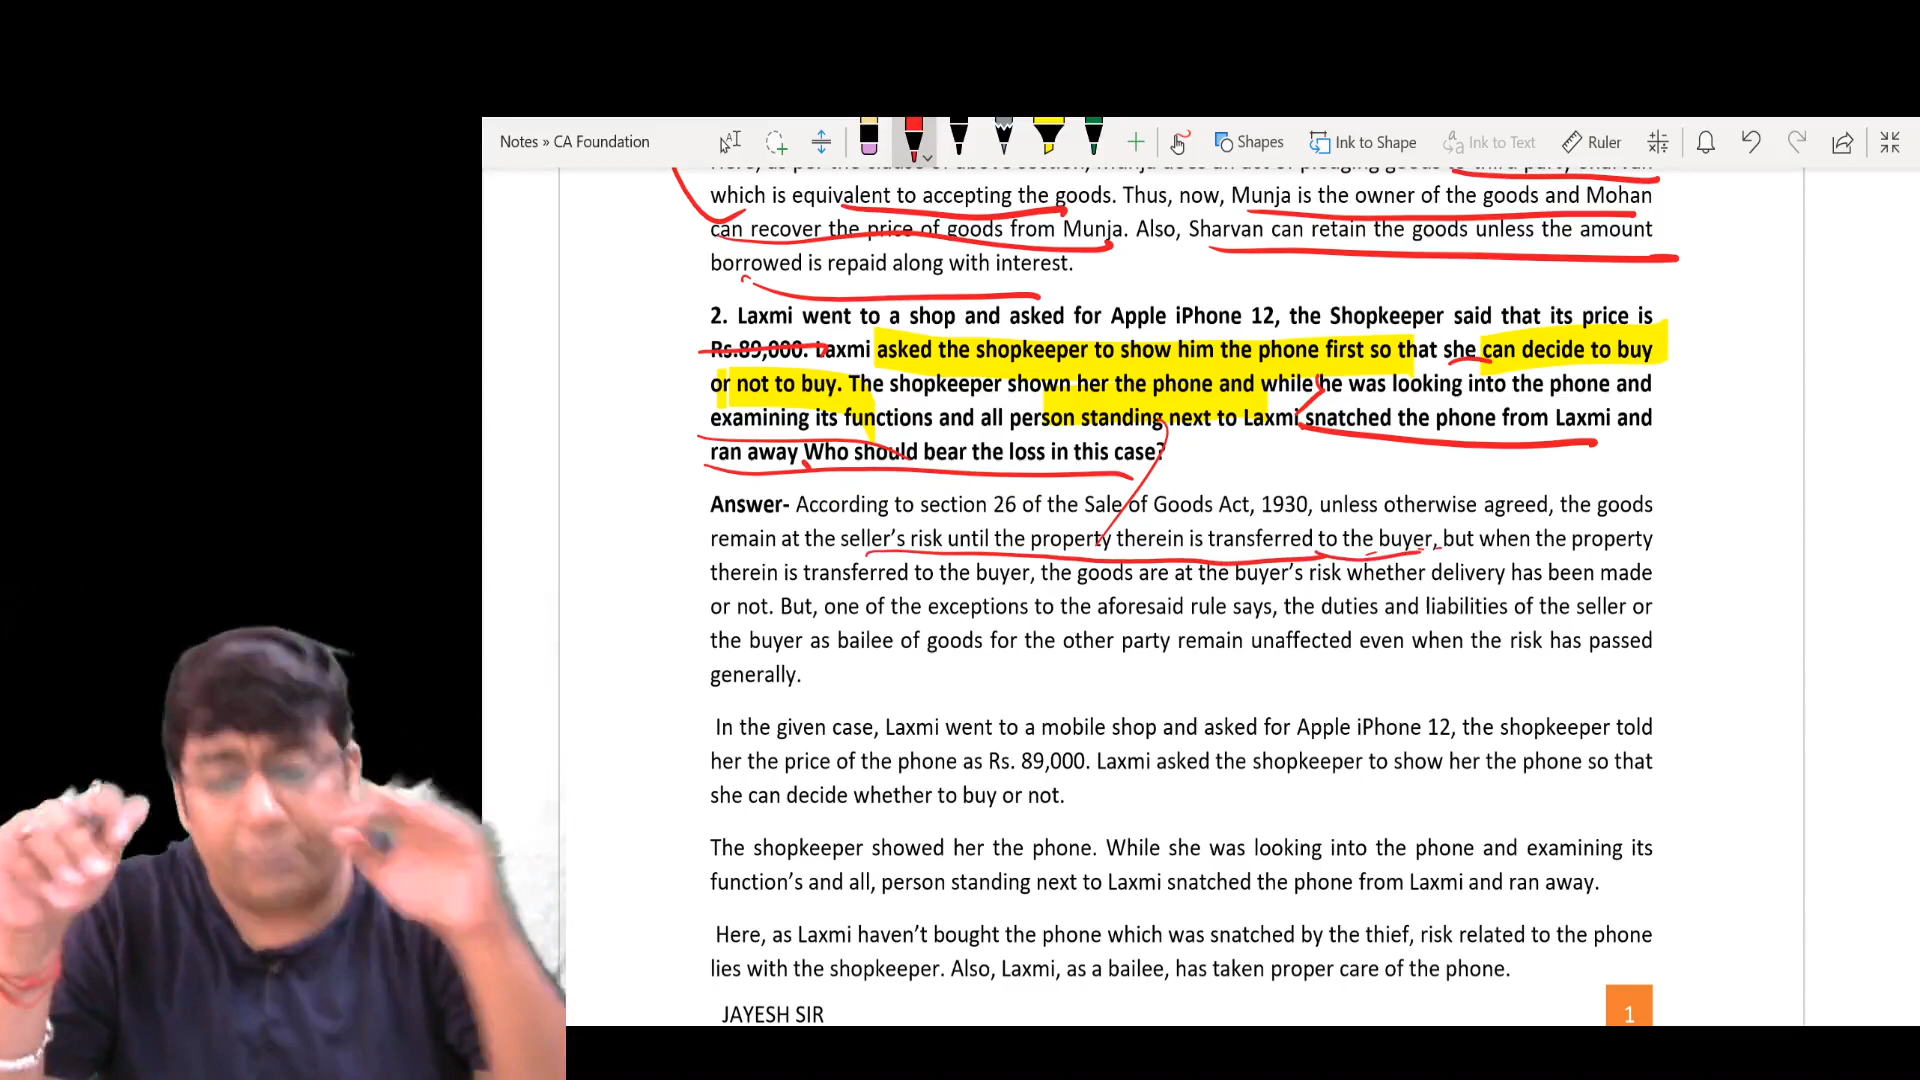 Notes » CA Foundation
Shapes
Ink to Shape
Ink to Text
Ruler
which is equivalent to accepting the goods. Thus, now, Munja is the owner of the goods and Mohan
can recover the price of goods from Munja. Also, Sharvan can retain the goods unless the amount
borrowed is repaid along with interest.
2. Laxmi went to a shop and asked for Apple iPhone 12, the Shopkeeper said that its price is
Rs.89,000. Laxmi asked the shopkeeper to show him the phone first so that she can decide to buy
or not to buy. The shopkeeper shown her the phone and while he was looking into the phone and
examining its functions and all person standing next to Laxmi snatched the phone from Laxmi and
ran away Who should bear the loss in this case?
Answer- According to section 26 of the Sale of Goods Act, 1930, unless otherwise agreed, the goods
remain at the seller's risk until the property therein is transferred to the buyer, but when the property
therein is transferred to the buyer, the goods are at the buyer's risk whether delivery has been made
or not. But, one of the exceptions to the aforesaid rule says, the duties and liabilities of the seller or
the buyer as bailee of goods for the other party remain unaffected even when the risk has passed
generally.
In the given case, Laxmi went to a mobile shop and asked for Apple iPhone 12, the shopkeeper told
her the price of the phone as Rs. 89,000. Laxmi asked the shopkeeper to show her the phone so that
she can decide whether to buy or not.
The shopkeeper showed her the phone. While she was looking into the phone and examining its
function's and all, person standing next to Laxmi snatched the phone from Laxmi and ran away.
Here, as Laxmi haven't bought the phone which was snatched by the thief, risk related to the phone
lies with the shopkeeper. Also, Laxmi, as a bailee, has taken proper care of the phone.
JAYESH SIR
1